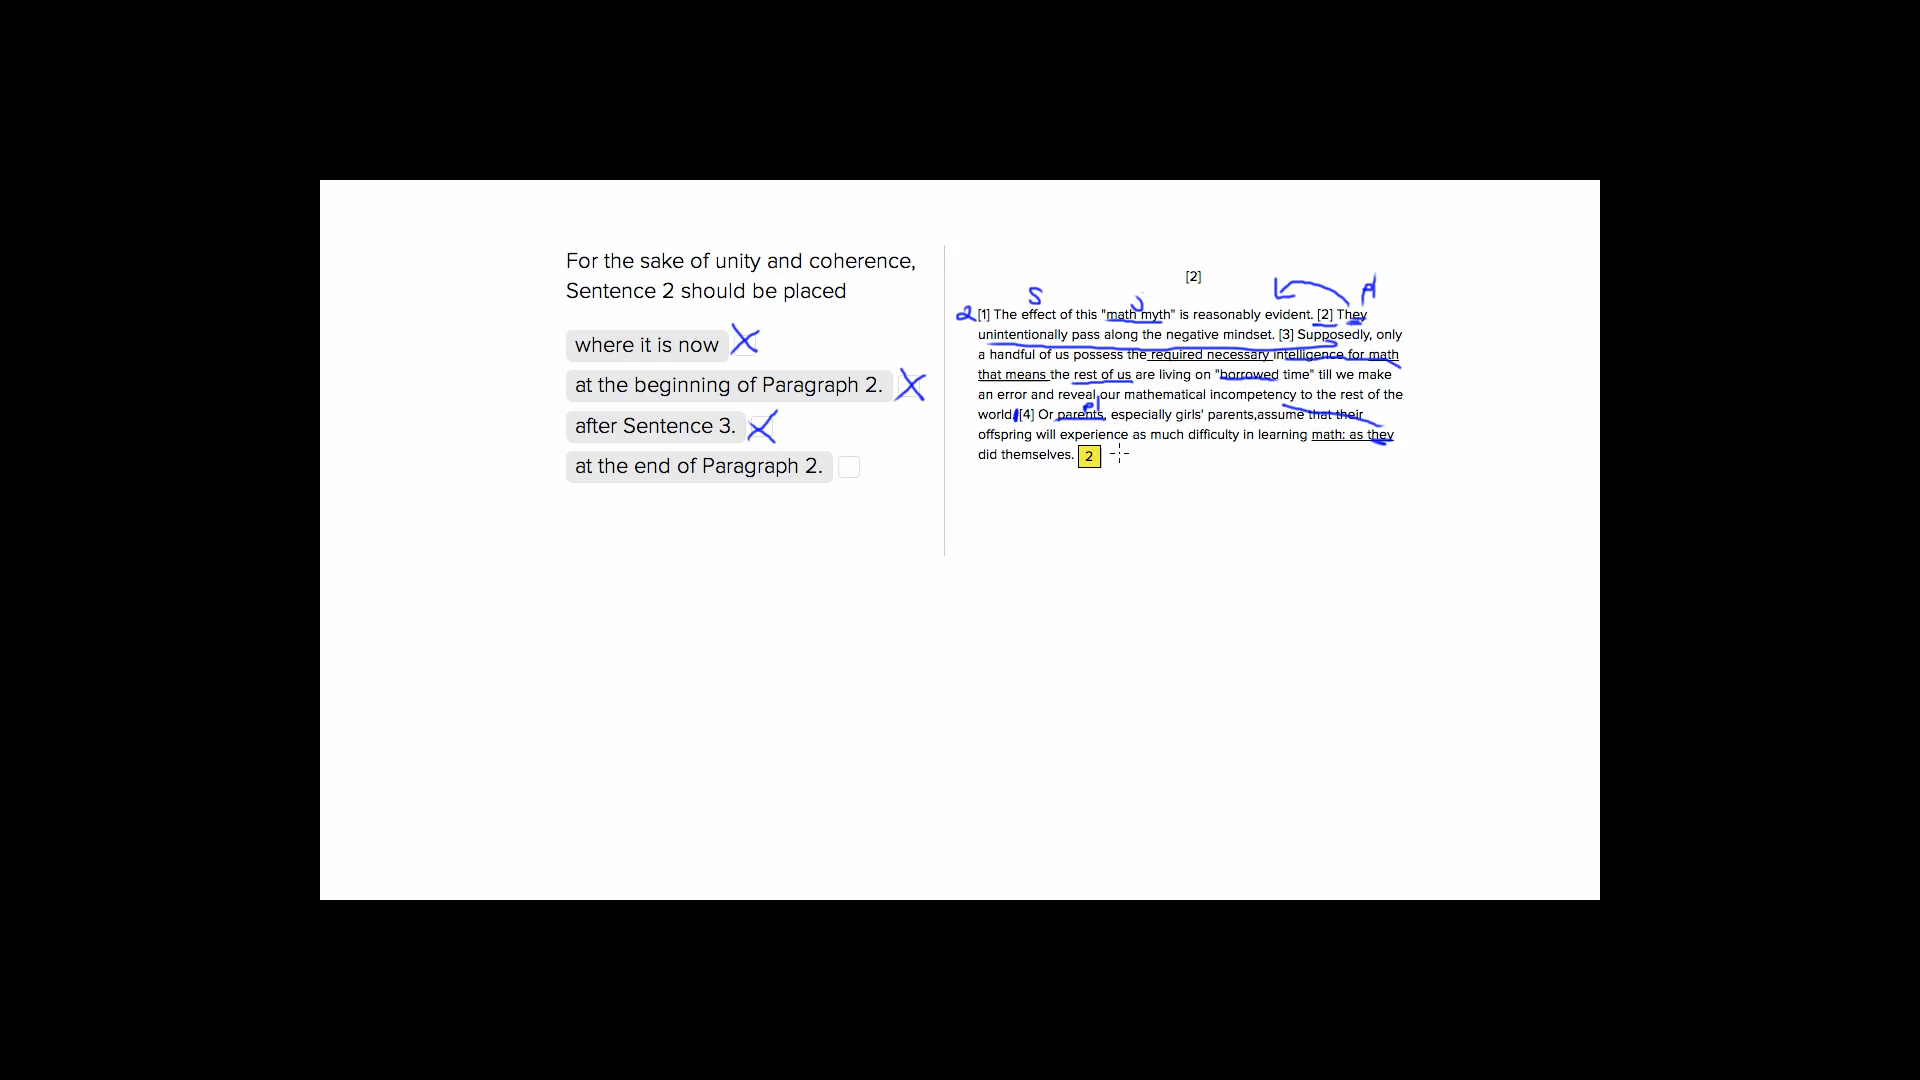 For the sake of unity and coherence,
Sentence 2 should be placed
where it is now
at the beginning of Paragraph 2.
after Sentence 3.
at the end of Paragraph 2.
[2]
S
pl
2 [1] The effect of this "math myth" is reasonably evident. [2] They
unintentionally pass along the negative mindset. [3] Supposedly, only
a handful of us possess the required necessary intelligence for math
that means the rest of us are living on "borrowed time" till we make
an error and reveal our mathematical incompetency to the rest of the
pl
world. [4] Or parents, especially girls' parents,assume that their
offspring will experience as much difficulty in learning math: as they
did themselves. 2